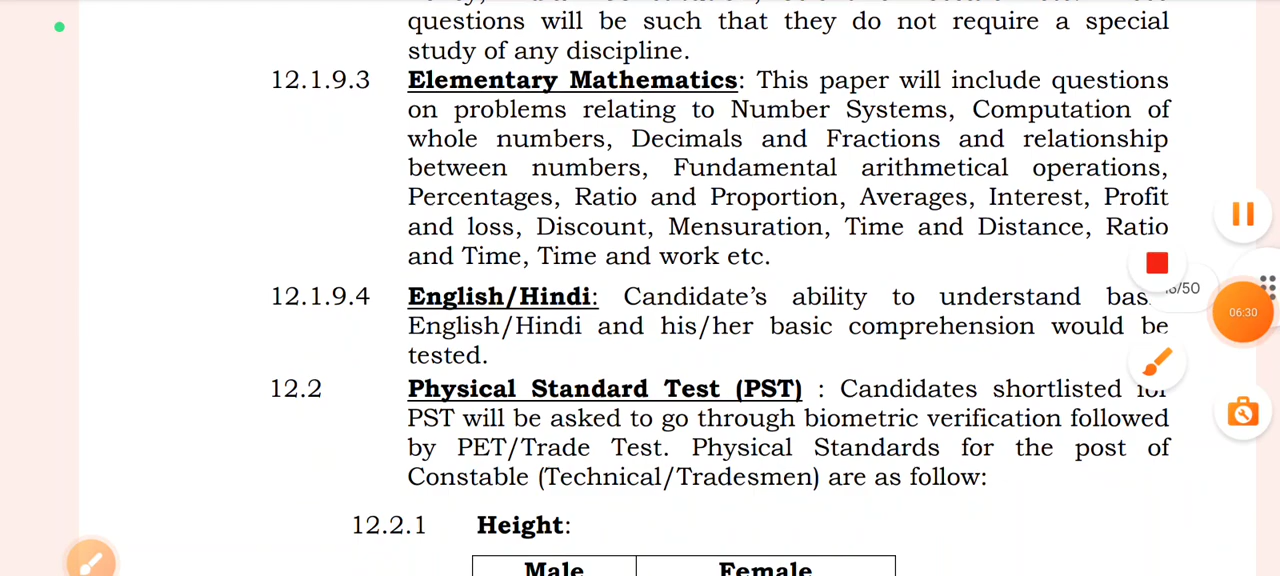 questions will be such that they do not require a special
study of any discipline.
12.1.9.3 Elementary Mathematics: This paper will include questions
on problems relating to Number Systems, Computation of
whole numbers, Decimals and Fractions and relationship
between numbers, Fundamental arithmetical operations,
Percentages, Ratio and Proportion, Averages, Interest, Profit
and loss, Discount, Mensuration, Time and Distance, Ratio
and Time, Time and work etc.
12.1.9.4 English/Hindi: Candidate's ability to understand
English/Hindi and his/her basic comprehension would be
tested.
12.2 Physical Standard Test (PST) : Candidates shortlisted
PST will be asked to go through biometric verification followed
by PET/Trade Test. Physical Standards for the post of
Constable (Technical/Tradesmen) are as follow:
12.2.1 Height:
Male Female
06:30